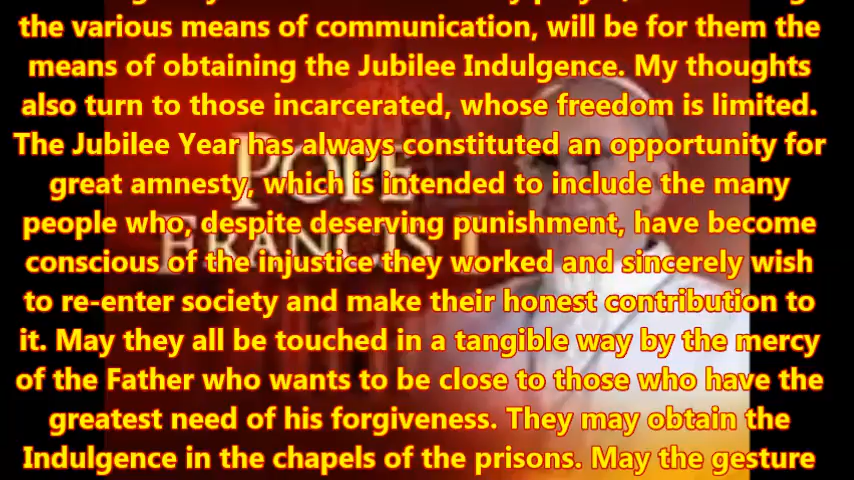 the various means of communication, will be for them the
means of obtaining the Jubilee Indulgence. My thoughts
also turn to those incarcerated, whose freedom is limited.
The Jubilee Year has always constituted an opportunity for
great amnesty, which is intended to include the many
people who, despite deserving punishment, have become
conscious of the injustice they worked and sincerely wish
to re-enter society and make their honest contribution to
it. May they all be touched in a tangible way by the mercy
of the Father who wants to be close to those who have the
greatest need of his forgiveness. They may obtain the
Indulgence in the chapels of the prisons. May the gesture
POPE
FRANCIS I